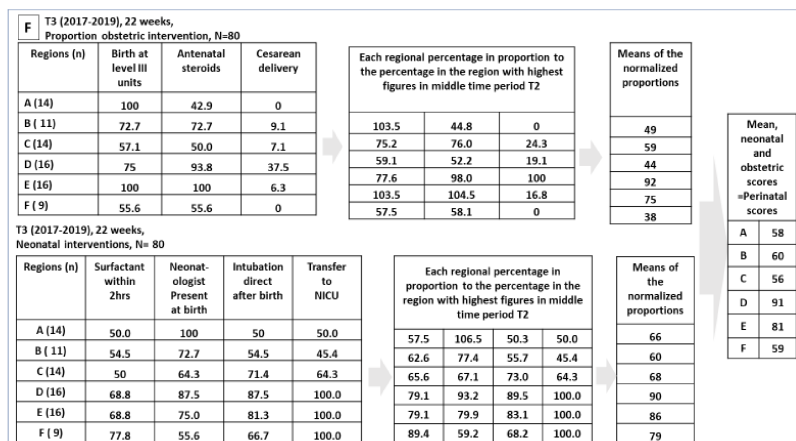 F
T3 (2017-2019), 22 weeks,
Proportion obstetric intervention, N=80
Regions (n) Birth at level III units Antenatal steroids Cesarean delivery
A (14) 100 42.9 0
B ( 11) 72.7 72.7 9.1
C (14) 57.1 50.0 7.1
D (16) 75 93.8 37.5
E (16) 100 100 6.3
F ( 9) 55.6 55.6 0
Each regional percentage in proportion to
the percentage in the region with highest
figures in middle time period T2
103.5 44.8 0
75.2 76.0 24.3
59.1 52.2 19.1
77.6 98.0 100
103.5 104.5 16.8
57.5 58.1 0
Means of the
normalized
proportions
49
59
44
92
75
38
T3 (2017-2019), 22 weeks,
Neonatal interventions, N= 80
Regions (n) Surfactant within 2hrs Neonat-ologist Present at birth Intubation direct after birth Transfer to NICU
A (14) 50.0 100 50 50.0
B ( 11) 54.5 72.7 54.5 45.4
C (14) 50 64.3 71.4 64.3
D (16) 68.8 87.5 87.5 100.0
E (16) 68.8 75.0 81.3 100.0
F ( 9) 77.8 55.6 66.7 100.0
Each regional percentage in
proportion to the percentage in the
region with highest figures in middle
time period T2
57.5 106.5 50.3 50.0
62.6 77.4 55.7 45.4
65.6 67.1 73.0 64.3
79.1 93.2 89.5 100.0
79.1 79.9 83.1 100.0
89.4 59.2 68.2 100.0
Means of
the
normalized
proportions
66
60
68
90
86
79
Mean,
neonatal
and
obstetric
scores
=Perinatal
scores
A 58
B 60
C 56
D 91
E 81
F 59